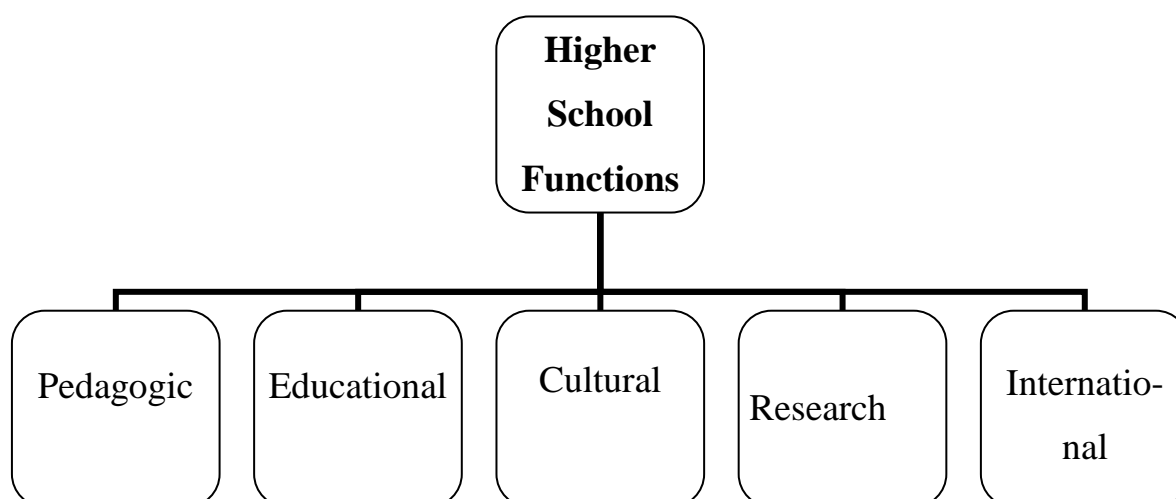 Higher
School
Functions
Pedagogic
Educational
Cultural
Research
Internatio-
nal